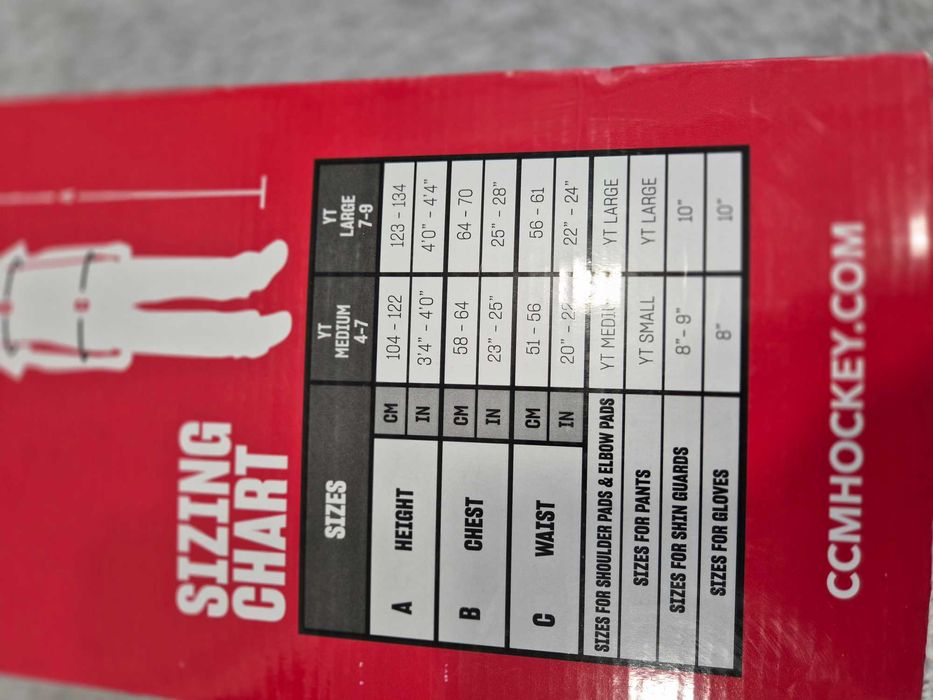 SIZING
CHART
SIZES YT MEDIUM 4-7 YT LARGE 7-9
A HEIGHT CM 104 - 122 123 - 134
IN 3'4" - 4'0" 4'0" - 4'4"
B CHEST CM 58 - 64 64 - 70
IN 23" - 25" 25" - 28"
C WAIST CM 51 - 56 56 - 61
IN 20" - 22" - 24"
SIZES FOR SHOULDER PADS & ELBOW PADS YT YT LARGE
SIZES FOR PANTS YT SMALL YT LARGE
SIZES FOR SHIN GUARDS 8" - 9" 10"
SIZES FOR GLOVES 8" 10"
CCMHOCKEY.COM